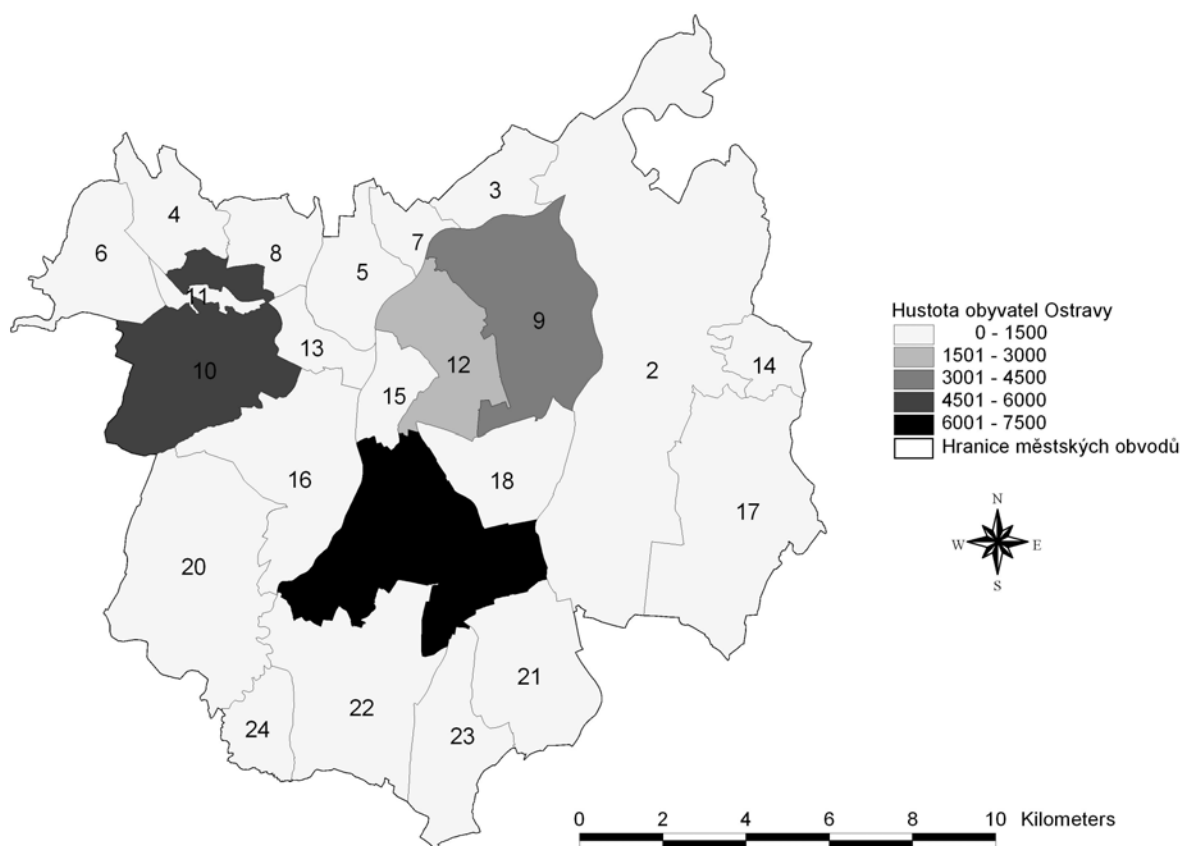 3
4
7
6
8
5
11
9
13
12
10
2
14
15
16
18
17
20
21
22
23
24
Hustota obyvatel Ostravy
0 - 1500
1501 - 3000
3001 - 4500
4501 - 6000
6001 - 7500
Hranice městských obvodů
N
W E
S
0 2 4 6 8 10 Kilometers